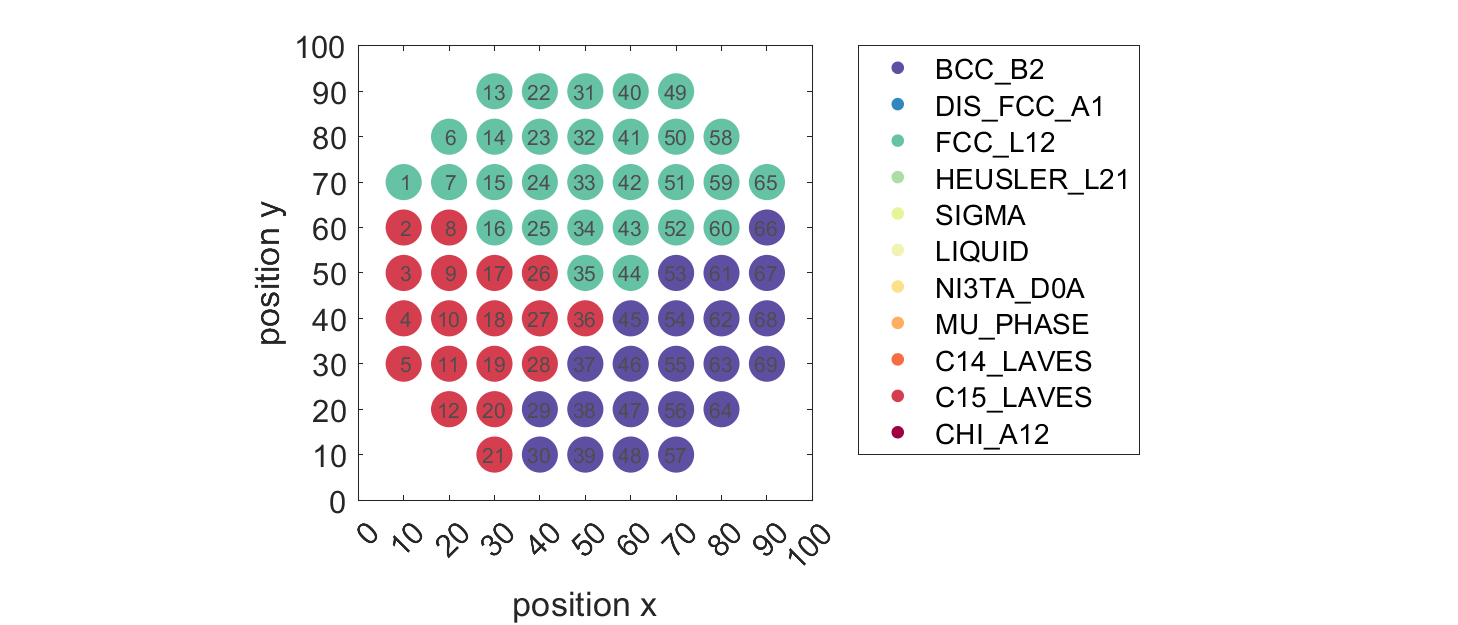 100
90 13 22 31 40 49
80 6 14 23 32 41 50 58
70 1 7 15 24 33 42 51 59 65
60 2 8 16 25 34 43 52 60 66
50 3 9 17 26 35 44 53 61 67
40 4 10 18 27 36 45 54 62 68
30 5 11 19 28 37 46 55 63 69
20 12 20 29 38 47 56 64
10 21 30 39 48 57
0
0 10 20 30 40 50 60 70 80 90 100
position x
position y
BCC_B2
DIS_FCC_A1
FCC_L12
HEUSLER_L21
SIGMA
LIQUID
NI3TA_D0A
MU_PHASE
C14_LAVES
C15_LAVES
CHI_A12